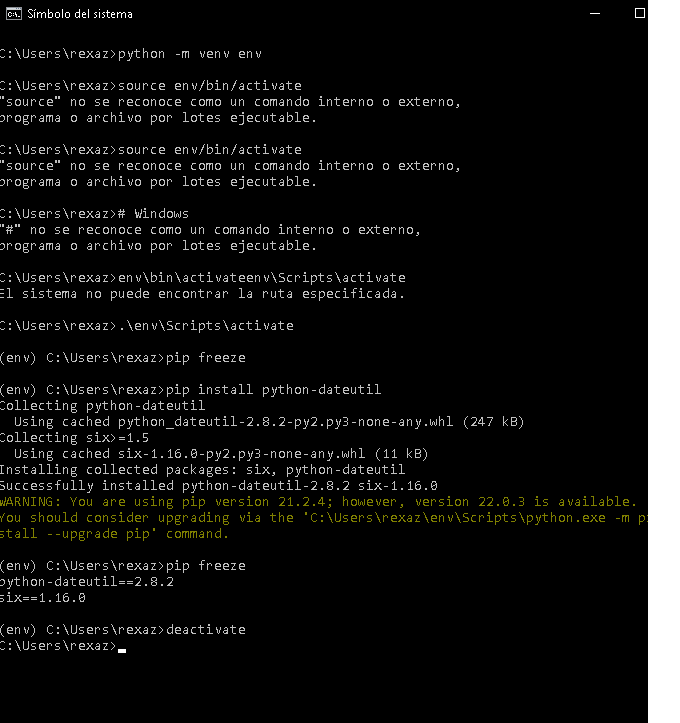 Símbolo del sistema
C:\Users\rexaz>python -m venv env
C:\Users\rexaz>source env/bin/activate
"source" no se reconoce como un comando interno o externo,
programa o archivo por lotes ejecutable.
C:\Users\rexaz>source env/bin/activate
"source" no se reconoce como un comando interno o externo,
programa o archivo por lotes ejecutable.
C:\Users\rexaz># Windows
"#" no se reconoce como un comando interno o externo,
programa o archivo por lotes ejecutable.
C:\Users\rexaz>env\bin\activateenv\Scripts\activate
El sistema no puede encontrar la ruta especificada.
C:\Users\rexaz>.\env\Scripts\activate
(env) C:\Users\rexaz>pip freeze
(env) C:\Users\rexaz>pip install python-dateutil
Collecting python-dateutil
  Using cached python_dateutil-2.8.2-py2.py3-none-any.whl (247 kB)
Collecting six>=1.5
  Using cached six-1.16.0-py2.py3-none-any.whl (11 kB)
Installing collected packages: six, python-dateutil
Successfully installed python-dateutil-2.8.2 six-1.16.0
WARNING: You are using pip version 21.2.4; however, version 22.0.3 is available.
You should consider upgrading via the 'C:\Users\rexaz\env\Scripts\python.exe -m pi
stall --upgrade pip' command.
(env) C:\Users\rexaz>pip freeze
python-dateutil==2.8.2
six==1.16.0
(env) C:\Users\rexaz>deactivate
C:\Users\rexaz>